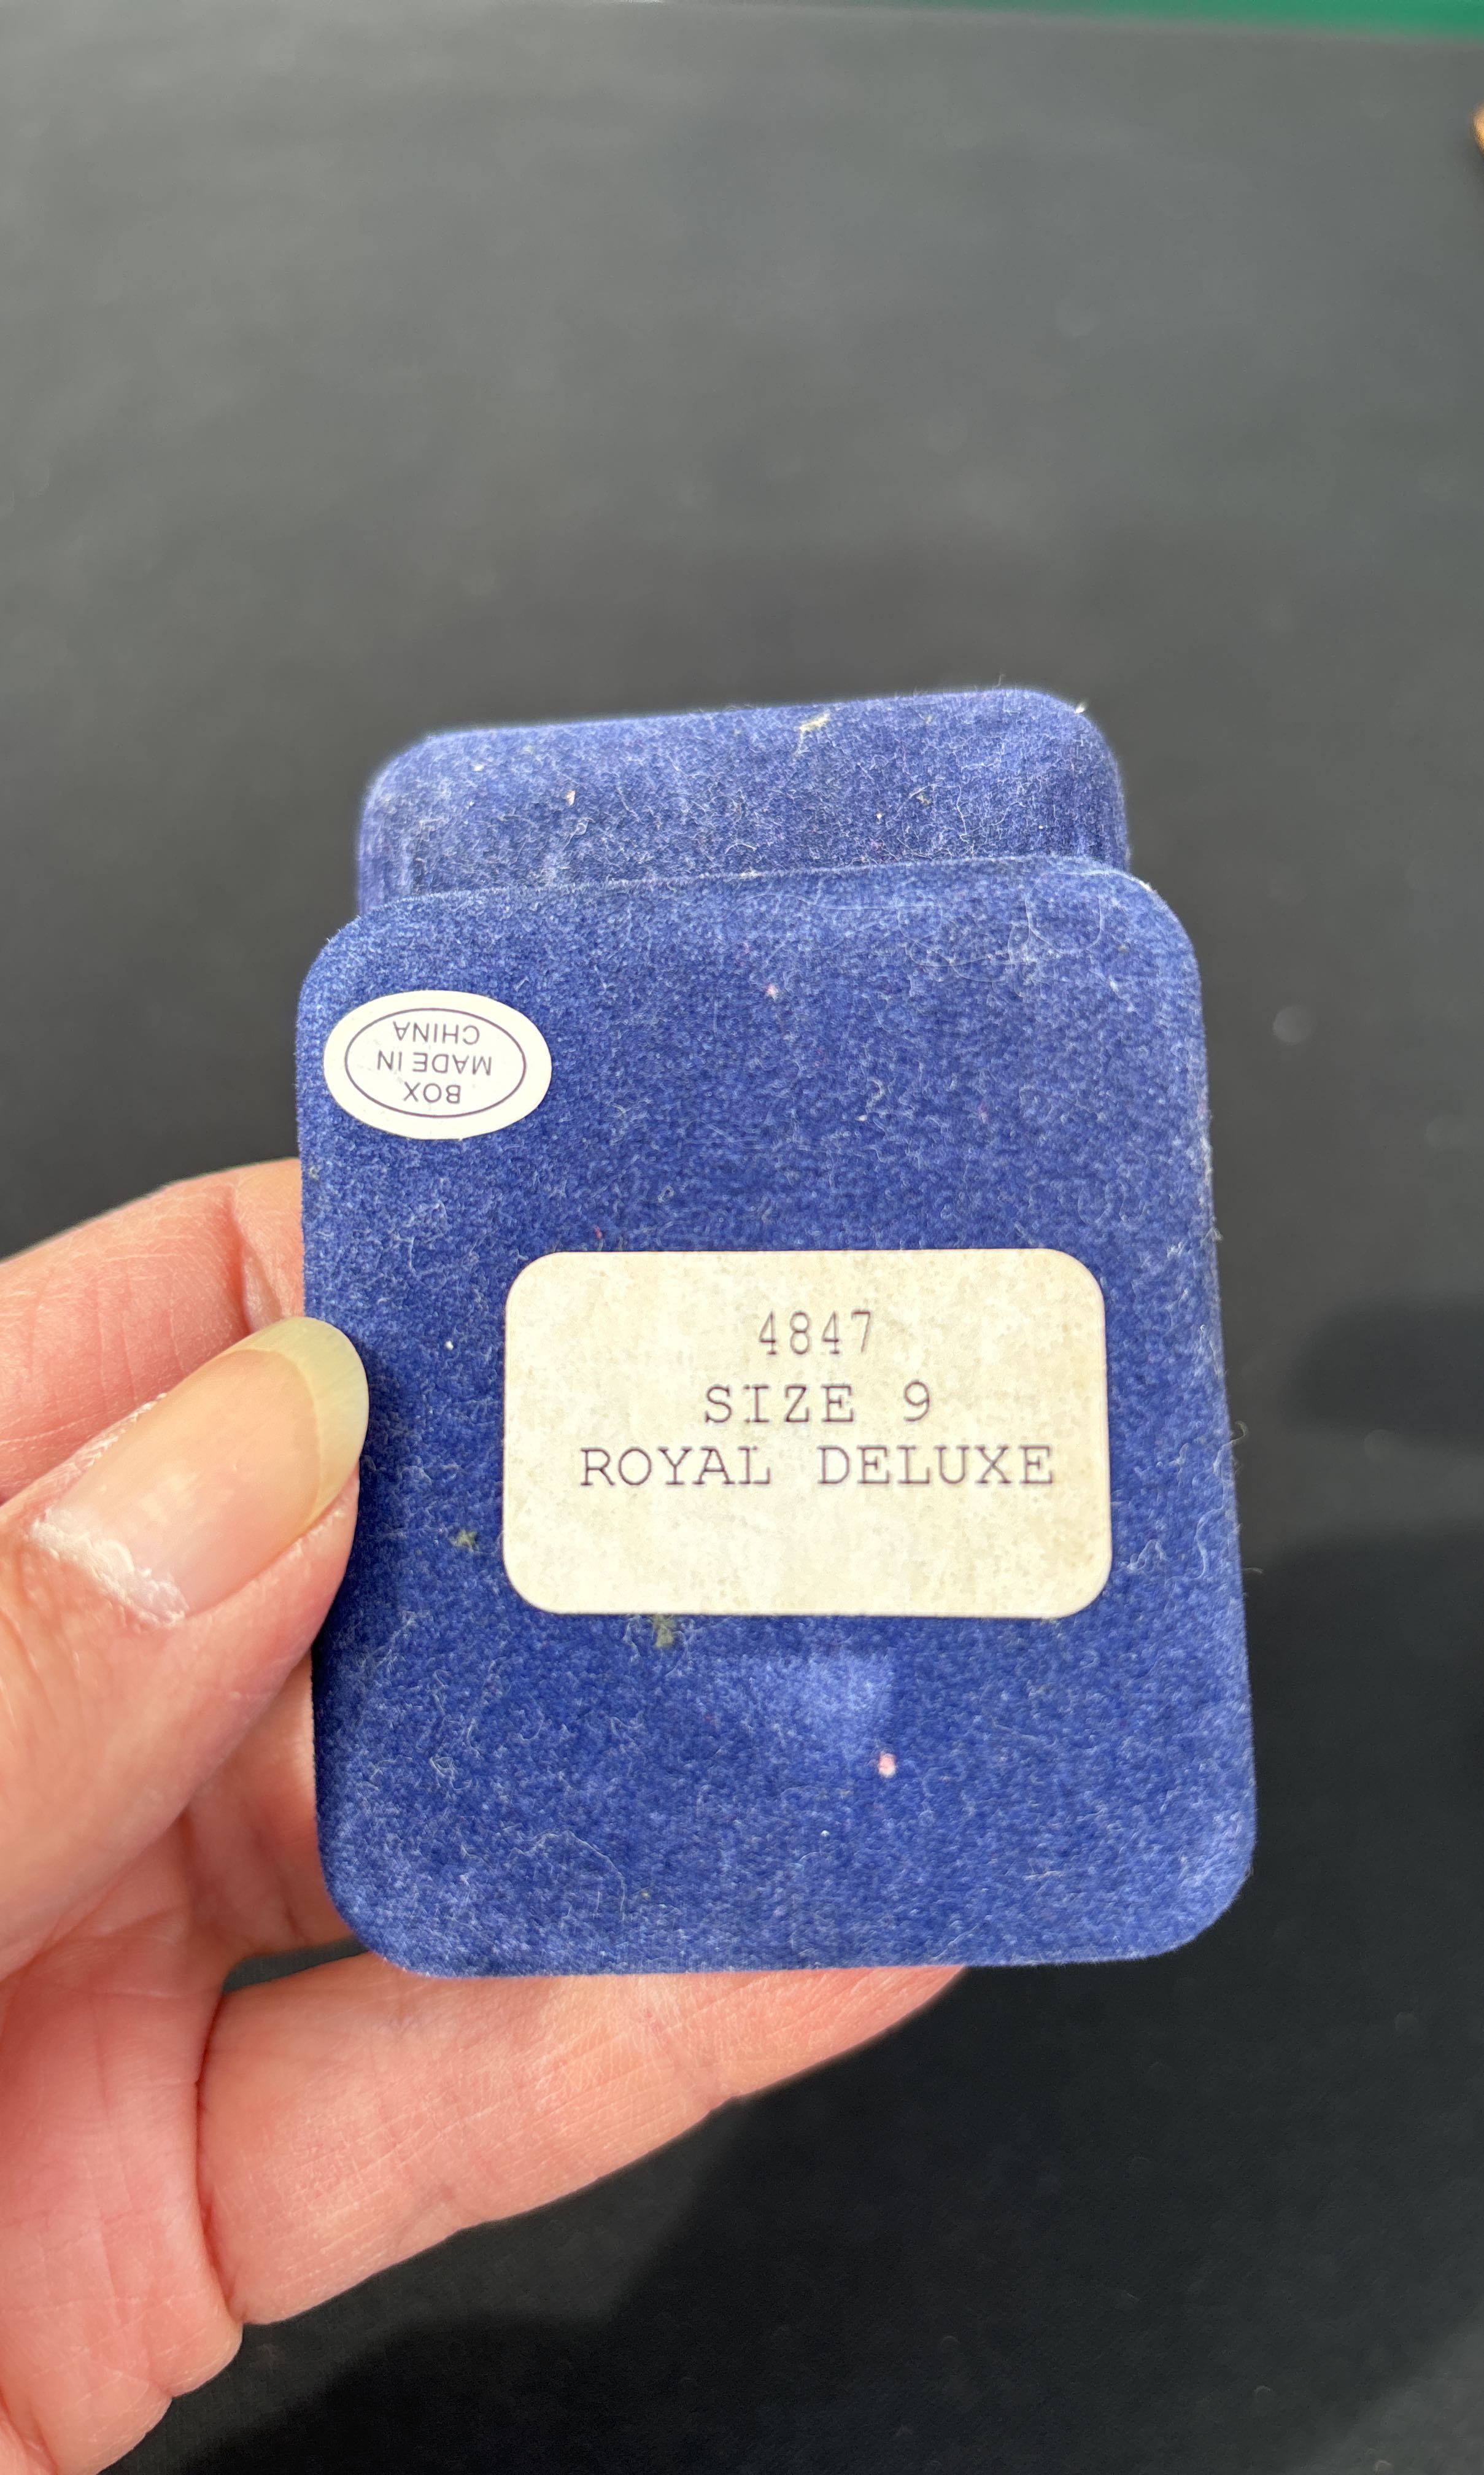 BOX
MADE IN
CHINA
4847
SIZE 9
ROYAL DELUXE